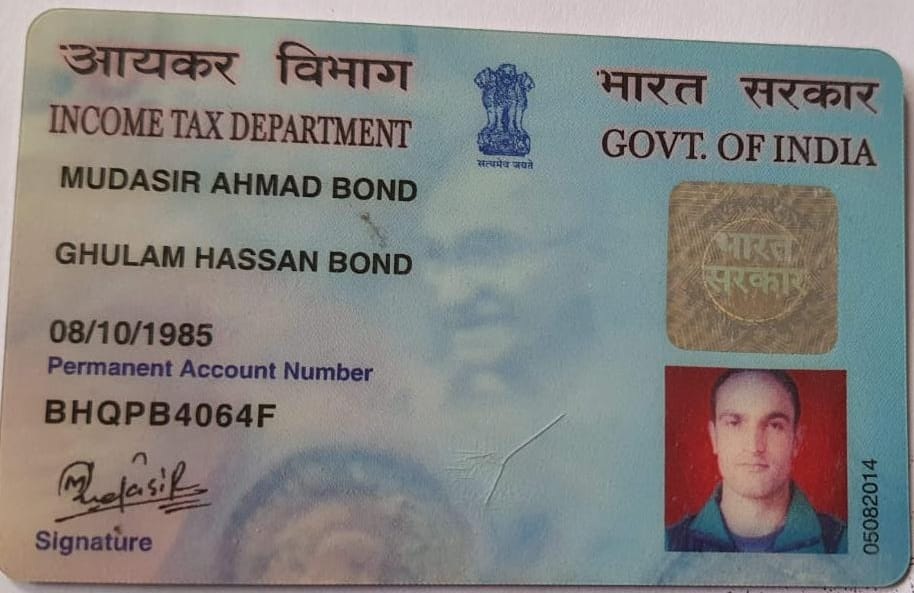 आयकर विभाग
INCOME TAX DEPARTMENT
भारत सरकार
GOVT. OF INDIA
सत्यमेव जयते
MUDASIR AHMAD BOND
GHULAM HASSAN BOND
08/10/1985
Permanent Account Number
BHQPB4064F
Mudasir
Signature
भारत
सरकार
05082014